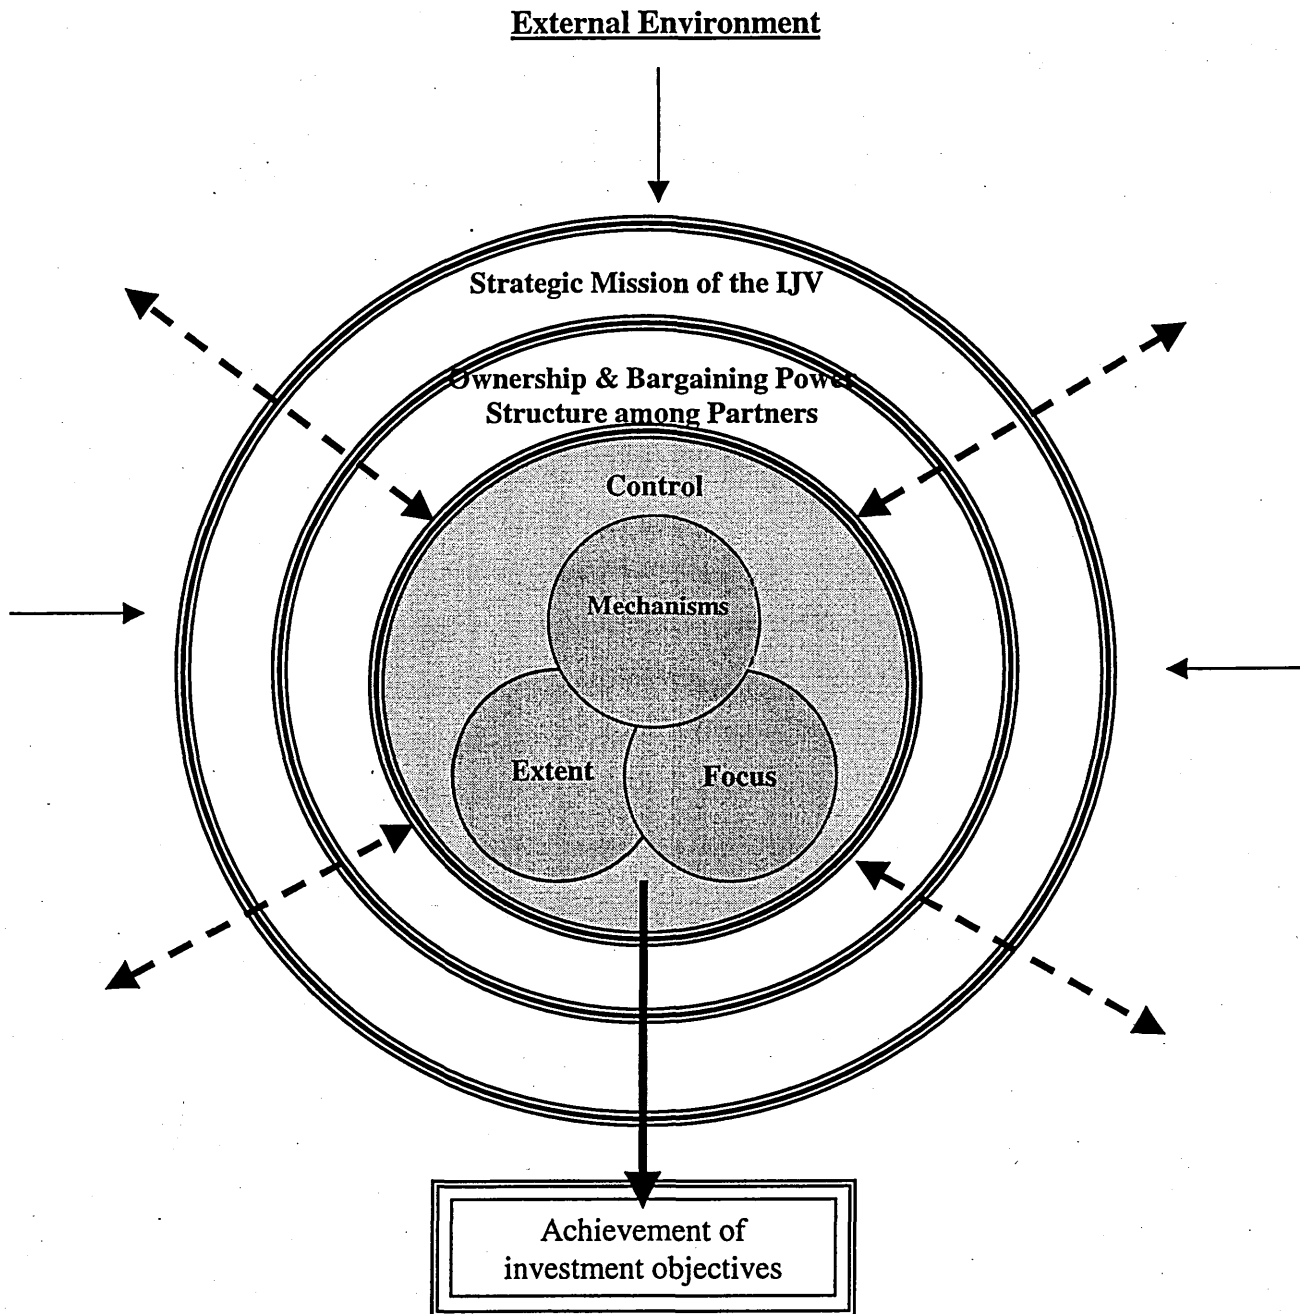 External Environment
Strategic Mission of the IJV
Ownership & Bargaining Power
Structure among Partners
Control
Mechanisms
Extent
Focus
Achievement of
investment objectives